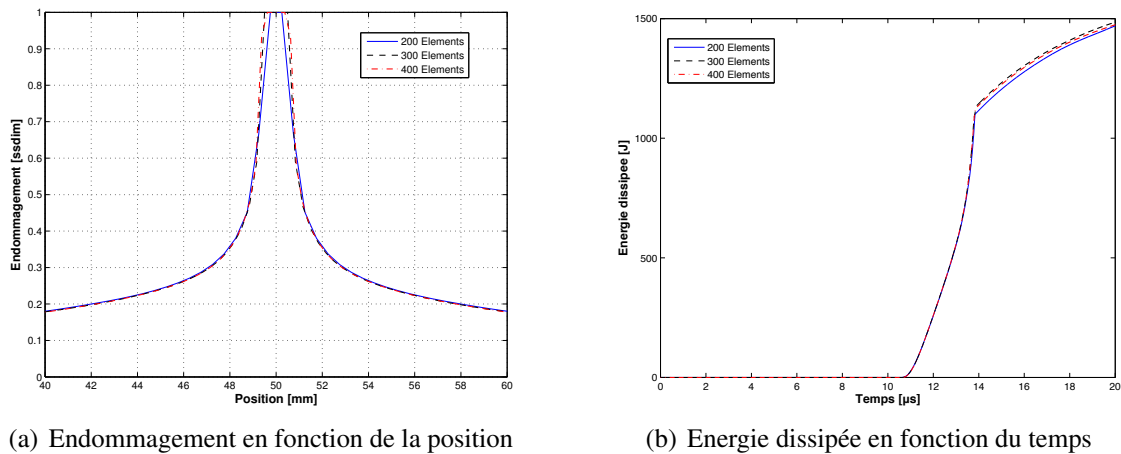 1
0.9
0.8
0.7
0.6
0.5
0.4
0.3
0.2
0.1
0
Endommagement [ssdim]
200 Elements
300 Elements
400 Elements
40 42 44 46 48 50 52 54 56 58 60
Position [mm]
(a) Endommagement en fonction de la position
1500
1000
500
0
Energie dissipee [J]
200 Elements
300 Elements
400 Elements
0 2 4 6 8 10 12 14 16 18 20
Temps [µs]
(b) Energie dissipée en fonction du temps